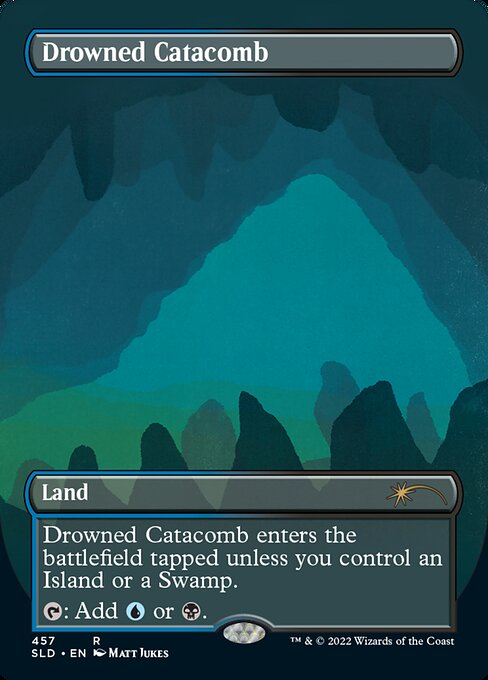 Drowned Catacomb
Land
Drowned Catacomb enters the
battlefield tapped unless you control an
Island or a Swamp.
: Add or .
457 R
SLD • EN Matt Jukes
™ & © 2022 Wizards of the Coast